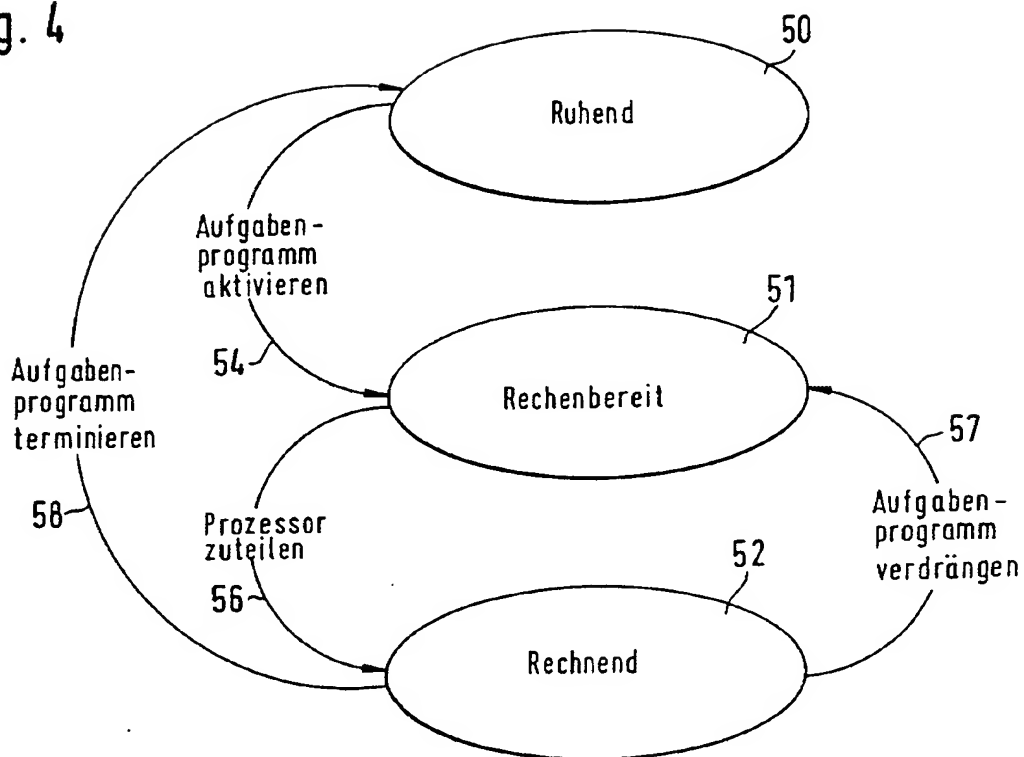 g. 4
50
Ruhend
Aufgaben-
programm
aktivieren
54
51
Rechenbereit
Aufgaben-
programm
terminieren
58
57
Aufgaben-
programm
verdrängen
Prozessor
zuteilen
56
52
Rechnend